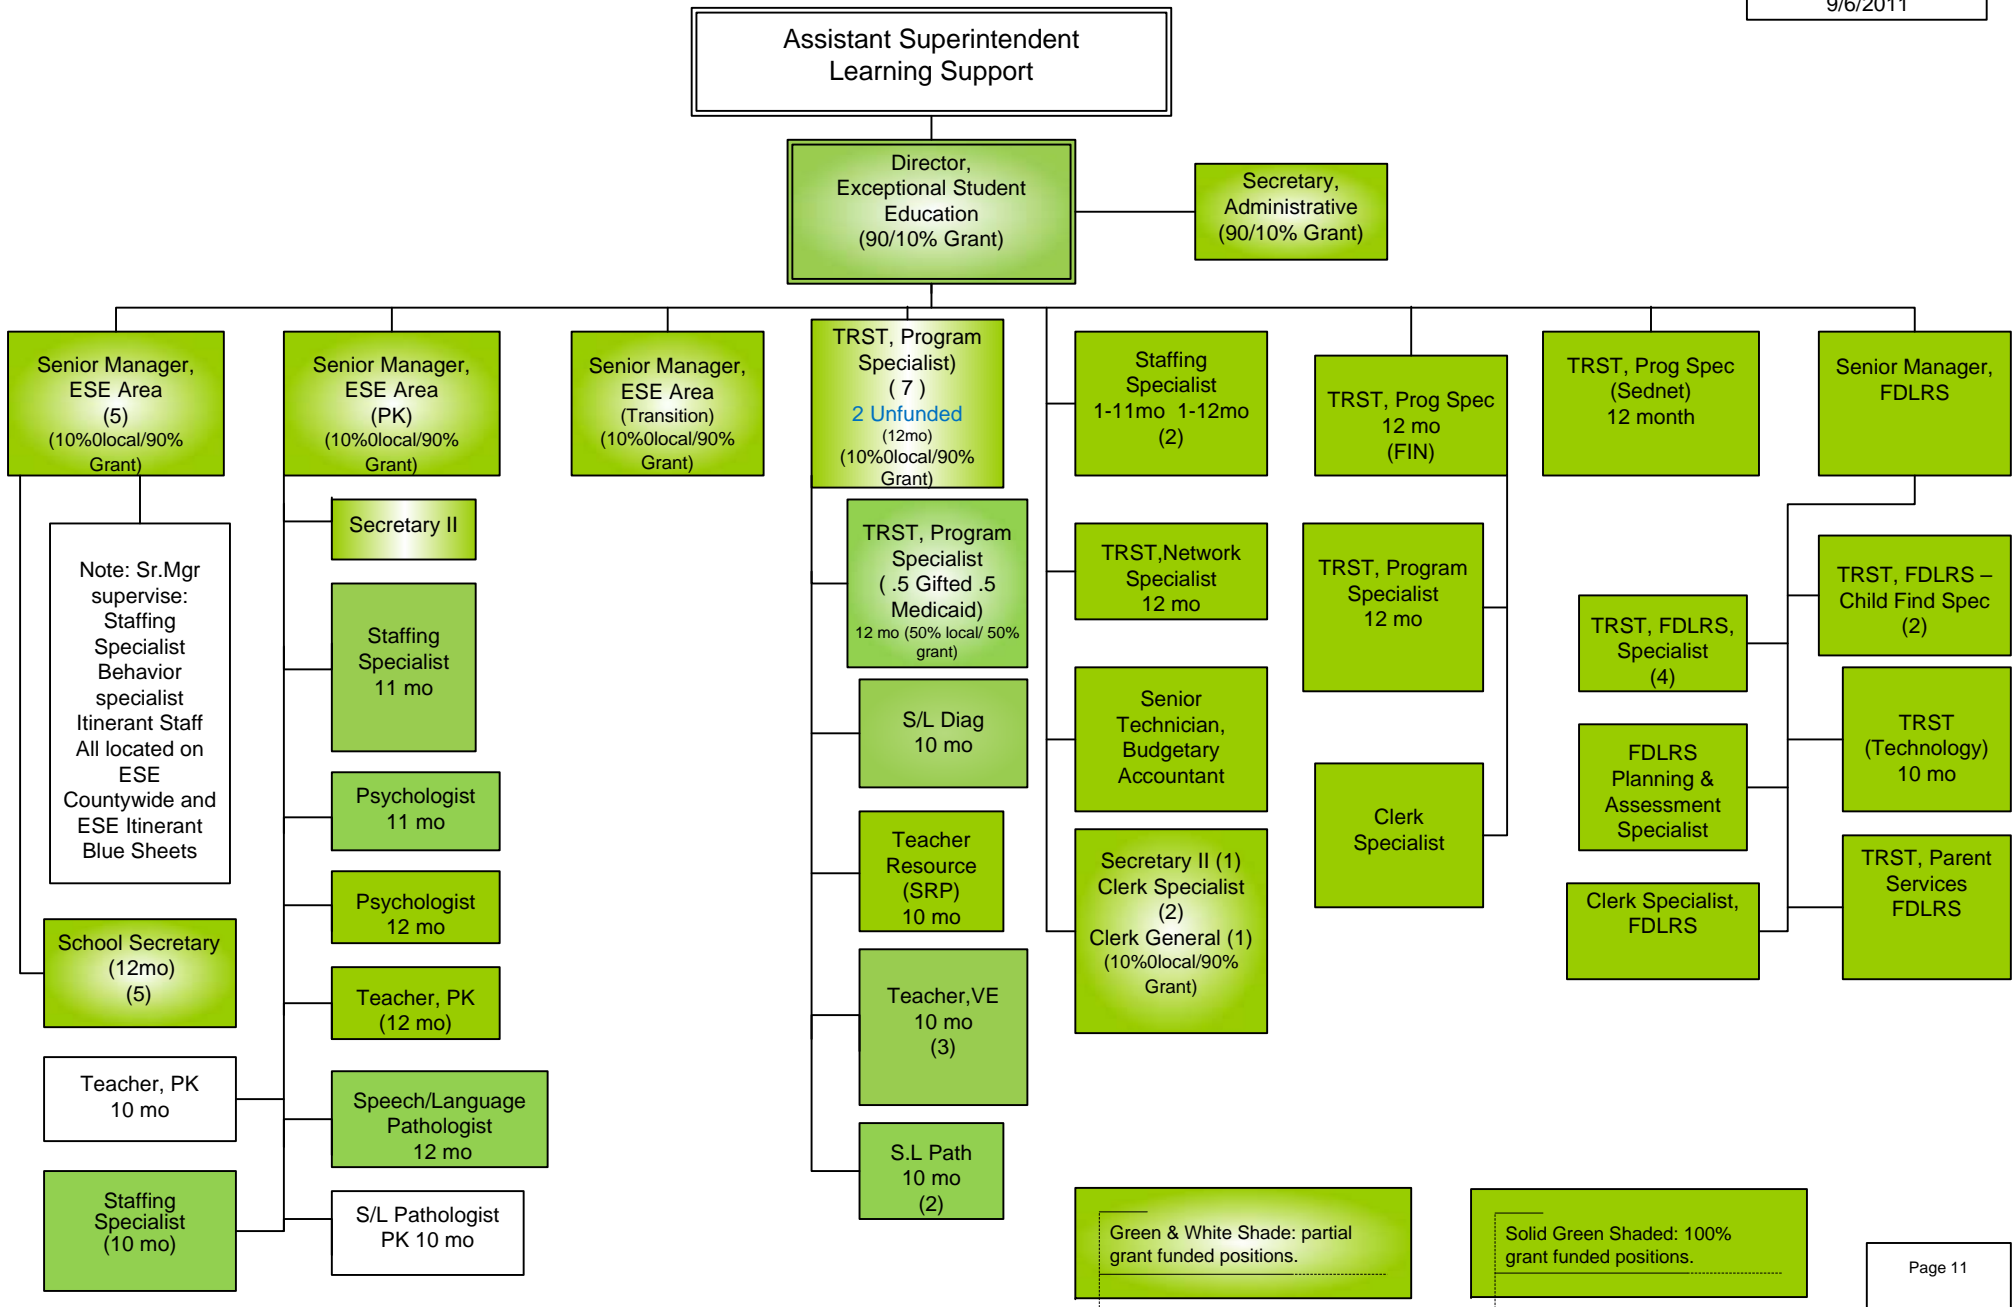 9/6/2011
Assistant Superintendent
Learning Support
Director,
Exceptional Student
Education
(90/10% Grant)
Secretary,
Administrative
(90/10% Grant)
Senior Manager,
ESE Area
(5)
(10%0local/90%
Grant)
Senior Manager,
ESE Area
(PK)
(10%0local/90%
Grant)
Senior Manager,
ESE Area
(Transition)
(10%0local/90%
Grant)
TRST, Program
Specialist)
( 7 )
2 Unfunded
(12mo)
(10%0local/90%
Grant)
Staffing
Specialist
1-11mo 1-12mo
(2)
TRST, Prog Spec
12 mo
(FIN)
TRST, Prog Spec
(Sednet)
12 month
Senior Manager,
FDLRS
Note: Sr.Mgr
supervise:
Staffing
Specialist
Behavior
specialist
Itinerant Staff
All located on
ESE
Countywide and
ESE Itinerant
Blue Sheets
School Secretary
(12mo)
(5)
Teacher, PK
10 mo
Staffing
Specialist
(10 mo)
Secretary II
Staffing
Specialist
11 mo
Psychologist
11 mo
Psychologist
12 mo
Teacher, PK
(12 mo)
Speech/Language
Pathologist
12 mo
S/L Pathologist
PK 10 mo
TRST, Program
Specialist
( .5 Gifted .5
Medicaid)
12 mo (50% local/ 50%
grant)
S/L Diag
10 mo
Teacher
Resource
(SRP)
10 mo
Teacher,VE
10 mo
(3)
S.L Path
10 mo
(2)
TRST,Network
Specialist
12 mo
Senior
Technician,
Budgetary
Accountant
Secretary II (1)
Clerk Specialist
(2)
Clerk General (1)
(10%0local/90%
Grant)
TRST, Program
Specialist
12 mo
Clerk
Specialist
TRST, FDLRS,
Specialist
(4)
FDLRS
Planning &
Assessment
Specialist
Clerk Specialist,
FDLRS
TRST, FDLRS –
Child Find Spec
(2)
TRST
(Technology)
10 mo
TRST, Parent
Services
FDLRS
Green & White Shade: partial
grant funded positions.
Solid Green Shaded: 100%
grant funded positions.
Page 11